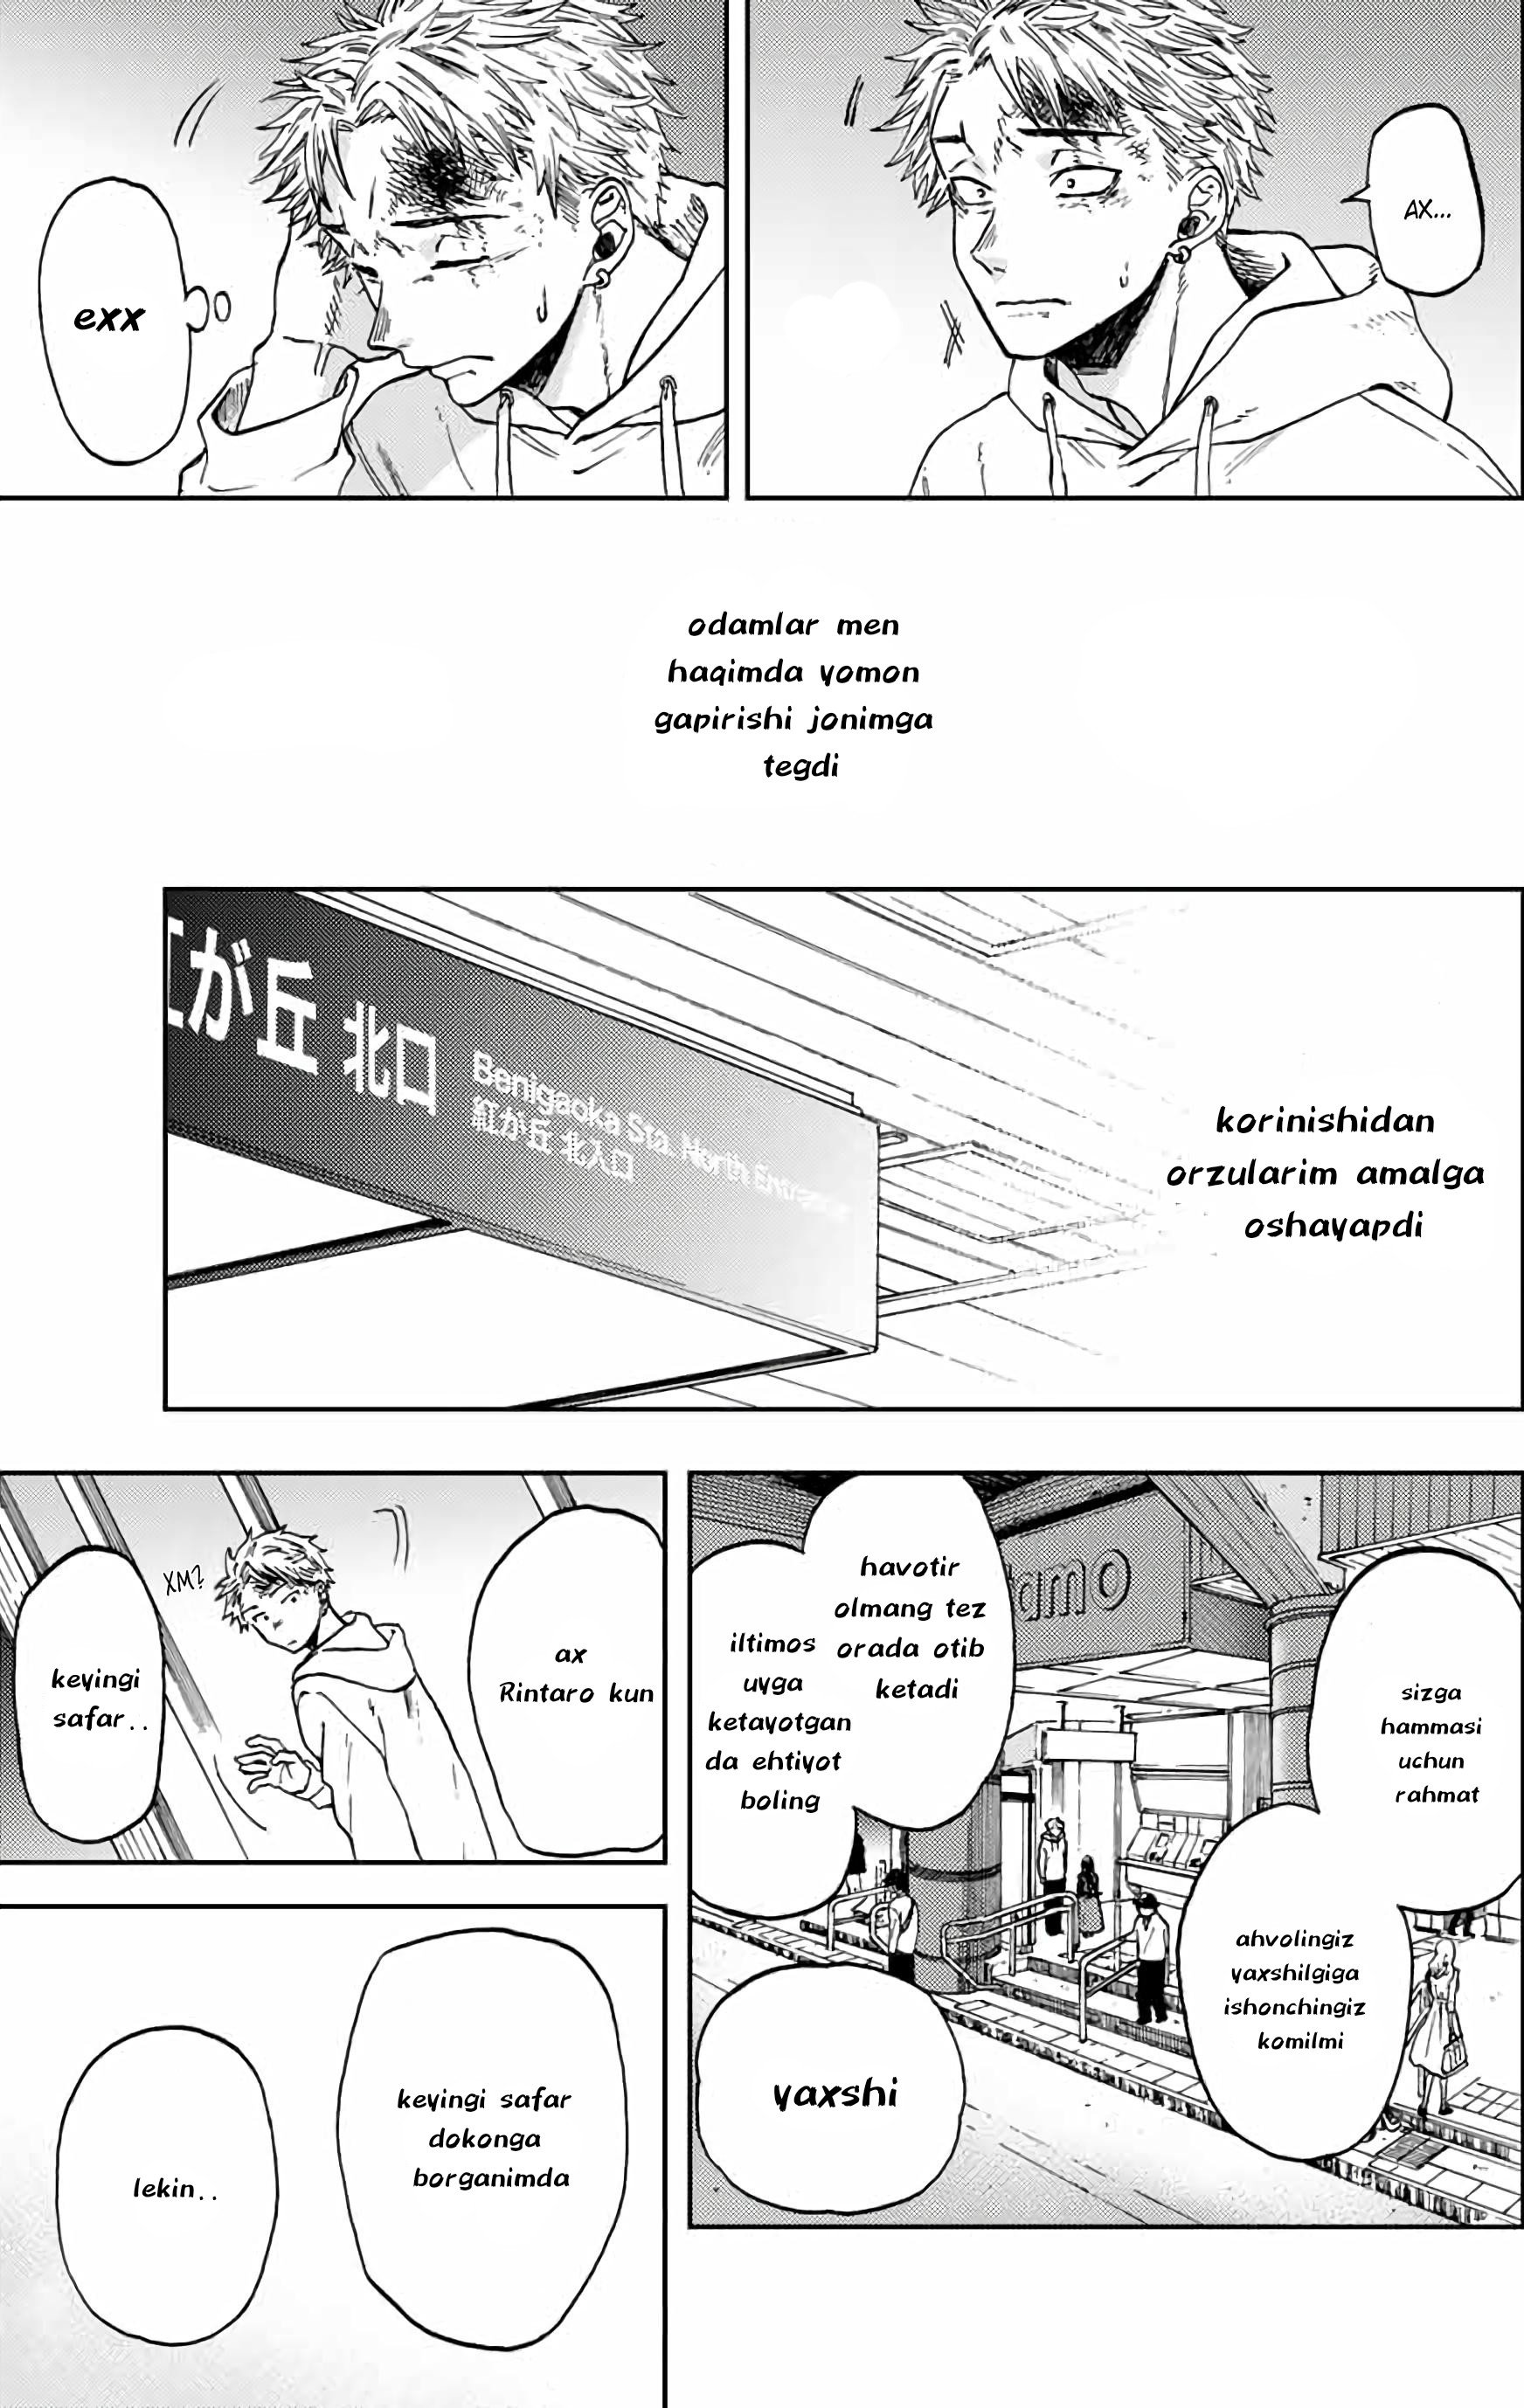 AX...
exx
odamlar men
haqimda yomon
gapirishi jonimga
tegdi
が丘 北口
Benigaoka Sta. North Entrance
紅が丘 北入口
korinishidan
orzularim amalga
oshayapdi
sizga
hammasi
uchun
rahmat
ahvolingiz
yaxshilgiga
ishonchingiz
komilmi
havotir
olmang tez
orada otib
ketadi
iltimos
uyga
ketayotgan
da ehtiyot
boling
yaxshi
amo
ax
Rintaro kun
XM?
keyingi
safar..
keyingi safar
dokonga
borganimda
lekin..